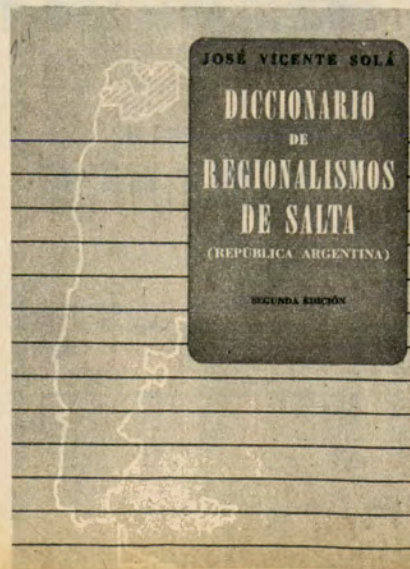 JOSÉ VICENTE SOLÁ
DICCIONARIO
DE
REGIONALISMOS
DE SALTA
(REPÚBLICA ARGENTINA)
SEGUNDA EDICIÓN